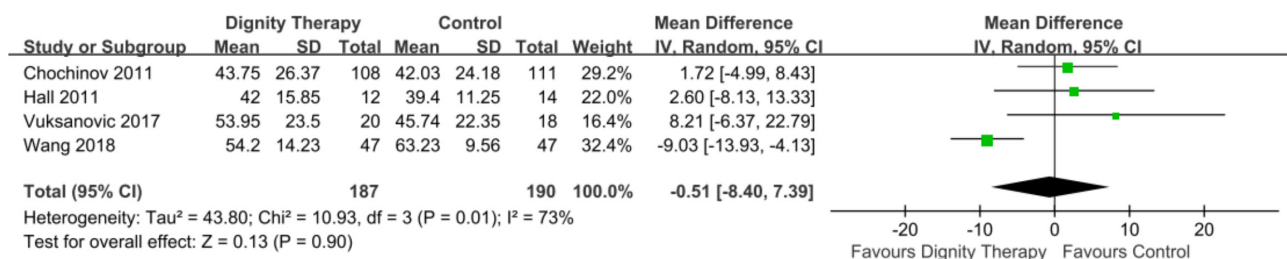 Dignity Therapy Control Mean Difference Mean Difference
Study or Subgroup Mean SD Total Mean SD Total Weight IV, Random, 95% CI IV, Random, 95% CI
Chochinov 2011 43.75 26.37 108 42.03 24.18 111 29.2% 1.72 [-4.99, 8.43]
Hall 2011 42 15.85 12 39.4 11.25 14 22.0% 2.60 [-8.13, 13.33]
Vuksanovic 2017 53.95 23.5 20 45.74 22.35 18 16.4% 8.21 [-6.37, 22.79]
Wang 2018 54.2 14.23 47 63.23 9.56 47 32.4% -9.03 [-13.93, -4.13]
Total (95% CI) 187 190 100.0% -0.51 [-8.40, 7.39]
Heterogeneity: Tau² = 43.80; Chi² = 10.93, df = 3 (P = 0.01); I² = 73%
Test for overall effect: Z = 0.13 (P = 0.90)
-20 -10 0 10 20
Favours Dignity Therapy Favours Control